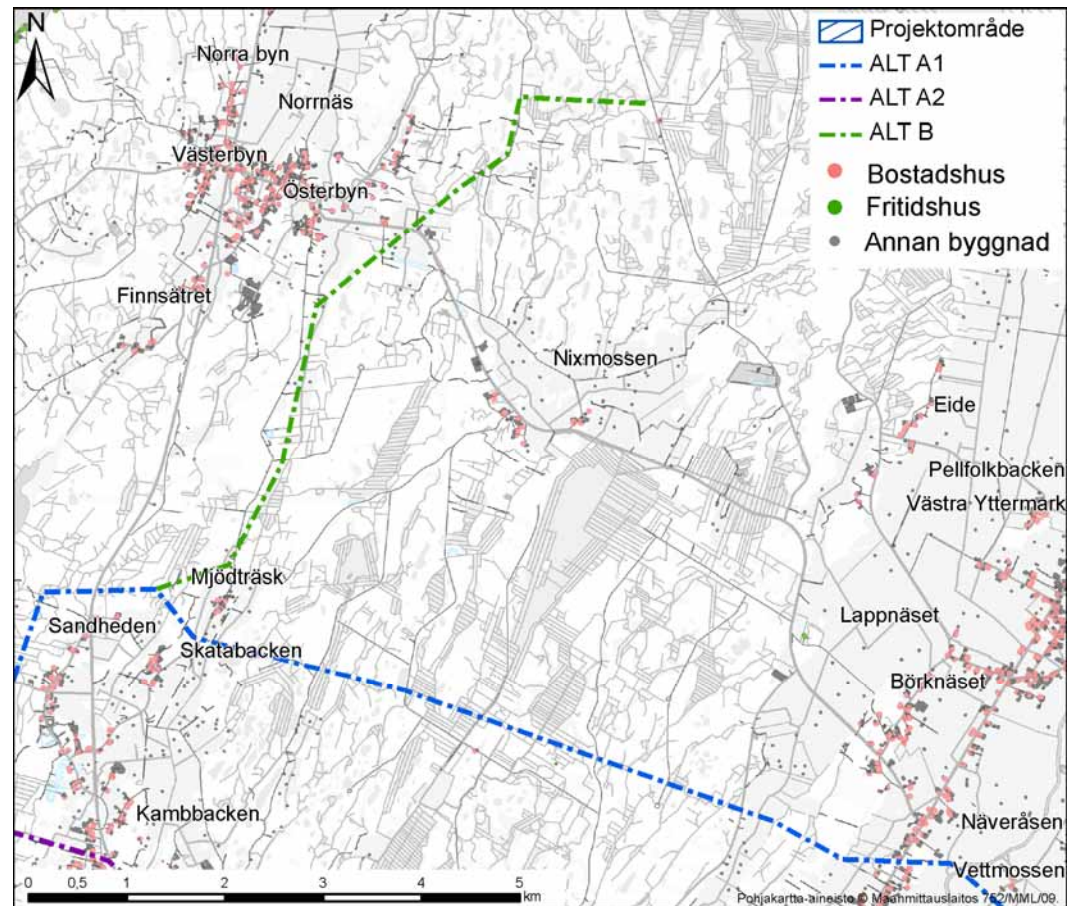 N
Norra byn
Norrnäs
Västerbyn
Österbyn
Finnsätret
Nixmossen
Eide
Pellfolkbacken
Västra Yttermark
Mjödträsk
Sandheden
Skatabacken
Lappnäset
Börknäset
Kambbacken
Näveråsen
Vettmossen
Projektområde
ALT A1
ALT A2
ALT B
Bostadshus
Fritidshus
Annan byggnad
0 0,5 1 2 3 4 5
km
Pohjakartta-aineisto © Maanmittauslaitos 752/MML/09.